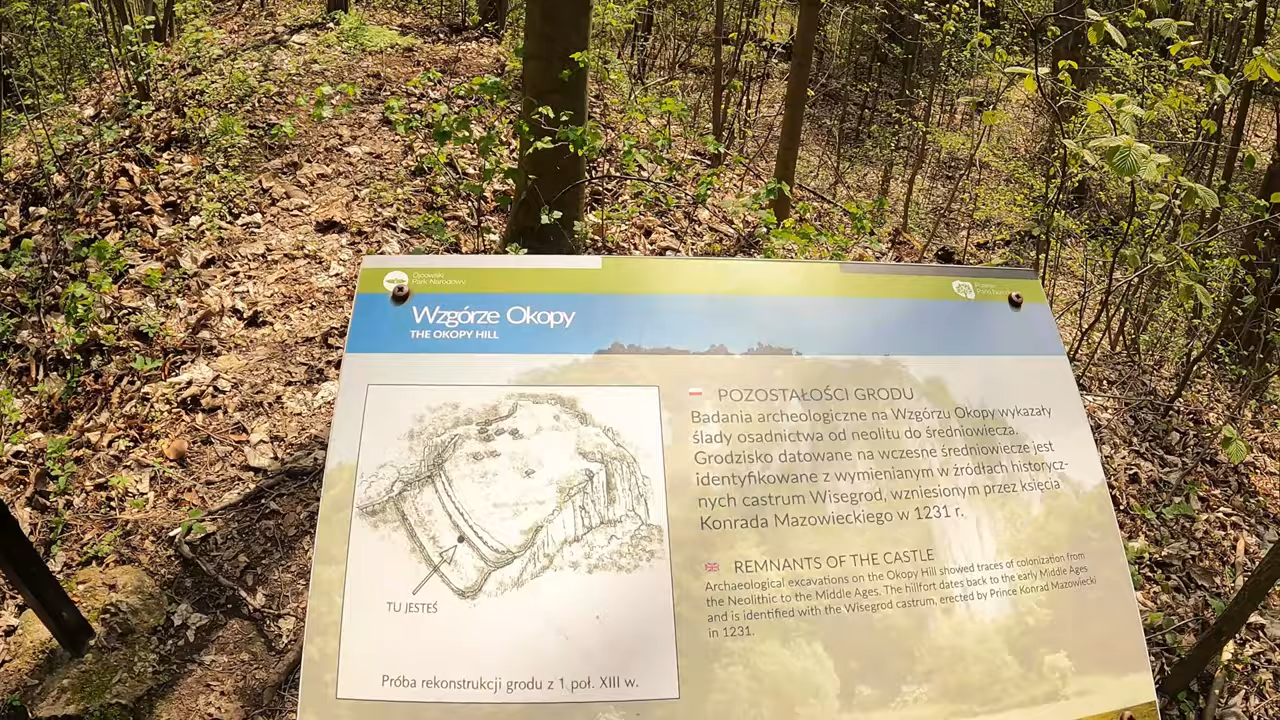 Ojcowski
Park Narodowy
Wzgórze Okopy
THE OKOPY HILL
TU JESTEŚ
Próba rekonstrukcji grodu z 1 poł. XIII w.
POZOSTAŁOŚCI GRODU
Badania archeologiczne na Wzgórzu Okopy wykazały
ślady osadnictwa od neolitu do średniowiecza.
Grodzisko datowane na wczesne średniowiecze jest
identyfikowane z wymienianym w źródłach historycz-
nych castrum Wisegrod, wzniesionym przez księcia
Konrada Mazowieckiego w 1231 r.
REMNANTS OF THE CASTLE
Archaeological excavations on the Okopy Hill showed traces of colonization from
the Neolithic to the Middle Ages. The hillfort dates back to the early Middle Ages
and is identified with the Wisegrod castrum, erected by Prince Konrad Mazowiecki
in 1231.